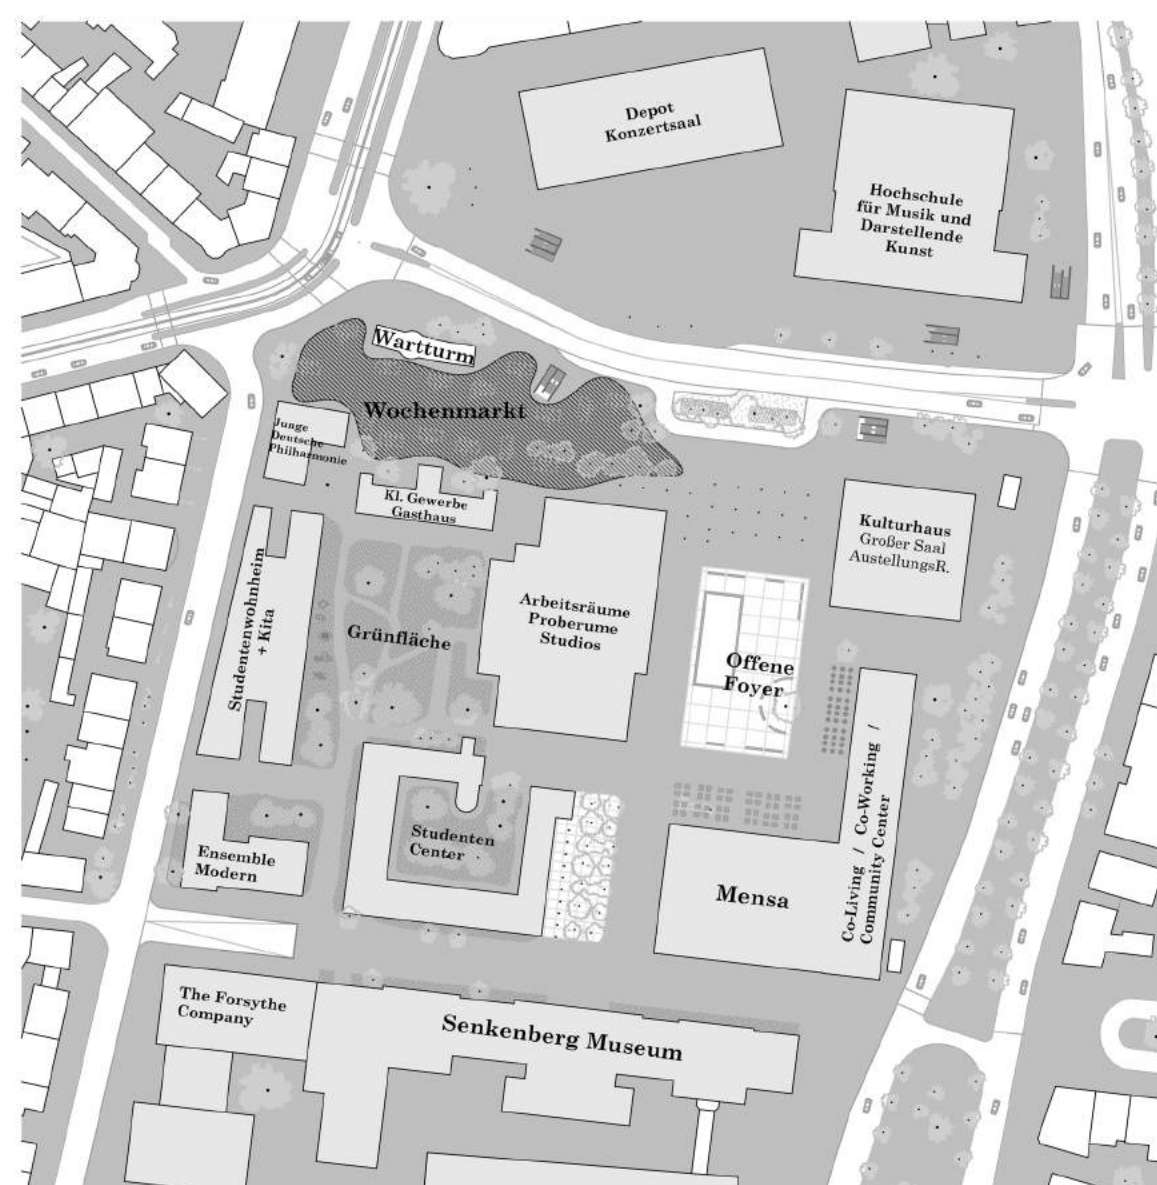 Depot
Konzertsaal
Hochschule
für Musik und
Darstellende
Kunst
Wartturm
Wochenmarkt
Junge
Deutsche
Philharmonie
Kl. Gewerbe
Gasthaus
Kulturhaus
Großer Saal
AustellungsR.
Studentenwohnheim
+ Kita
Grünfläche
Arbeitsräume
Proberume
Studios
Offene
Foyer
Co-Living / Co-Working /
Community Center
Studenten
Center
Ensemble
Modern
Mensa
The Forsythe
Company
Senkenberg Museum